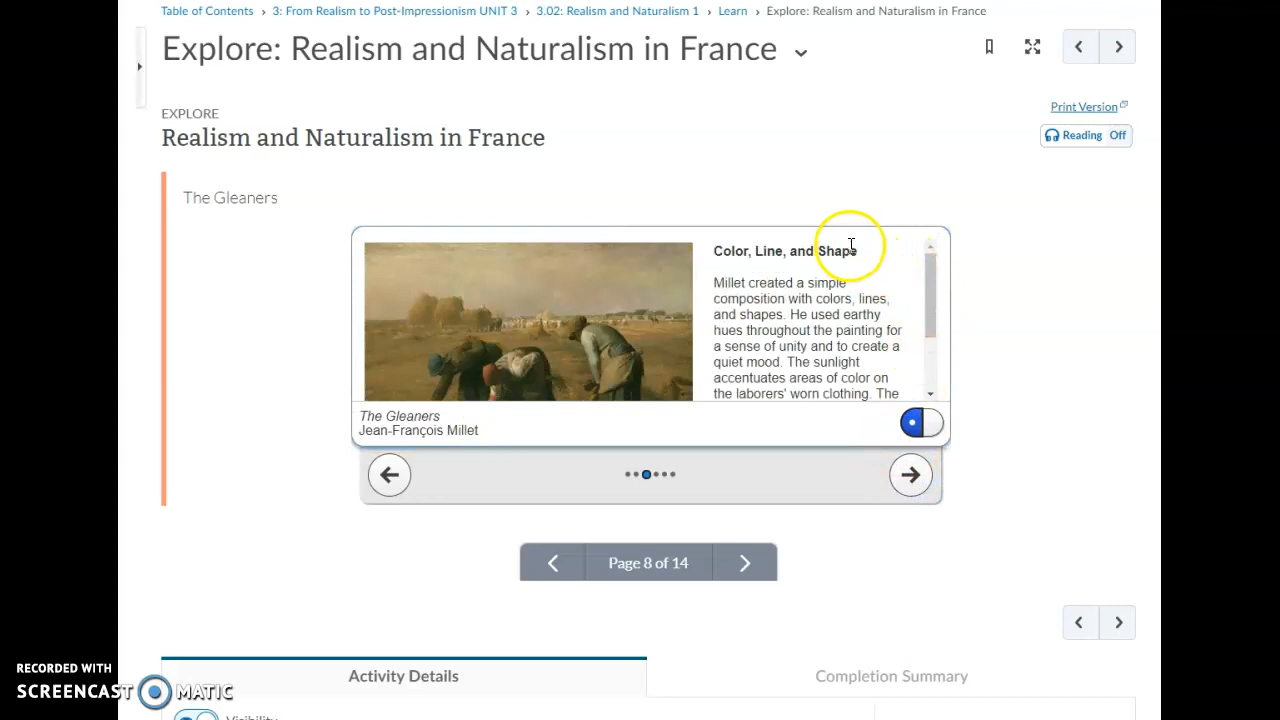 Table of Contents › 3: From Realism to Post-Impressionism UNIT 3 › 3.02: Realism and Naturalism 1 › Learn › Explore: Realism and Naturalism in France
Explore: Realism and Naturalism in France
EXPLORE
Print Version
Realism and Naturalism in France
Reading Off
The Gleaners
Color, Line, and Shape
Millet created a simple
composition with colors, lines,
and shapes. He used earthy
hues throughout the painting for
a sense of unity and to create a
quiet mood. The sunlight
accentuates areas of color on
the laborers' worn clothing. The
The Gleaners
Jean-François Millet
Page 8 of 14
Activity Details
Completion Summary
Visibility
RECORDED WITH
SCREENCAST MATIC